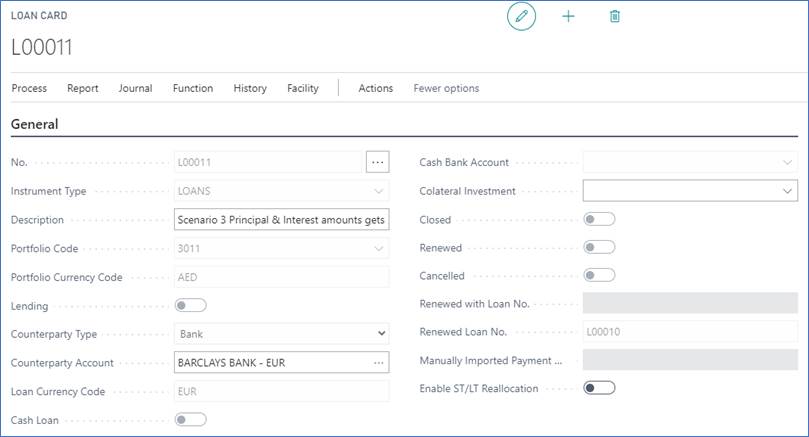 LOAN CARD
L00011
Process Report Journal Function History Facility Actions Fewer options
General
No. L00011 ...
Instrument Type LOANS
Description Scenario 3 Principal & Interest amounts gets
Portfolio Code 3011
Portfolio Currency Code AED
Lending
Counterparty Type Bank
Counterparty Account BARCLAYS BANK - EUR ...
Loan Currency Code EUR
Cash Loan
Cash Bank Account
Colateral Investment
Closed
Renewed
Cancelled
Renewed with Loan No.
Renewed Loan No. L00010
Manually Imported Payment ...
Enable ST/LT Reallocation